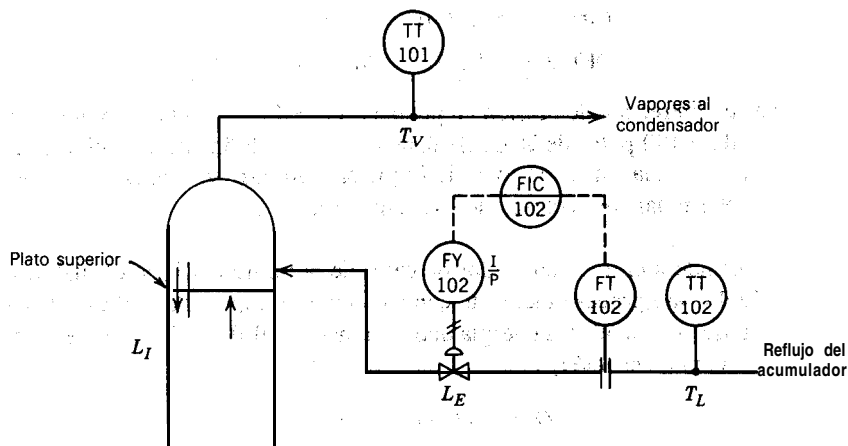 TT
101
Vapores al
condensador
T_V
FIC
102
Plato superior
FY
102
I
P
FT
102
TT
102
L_I
Reflujo del
acumulador
L_E
T_L